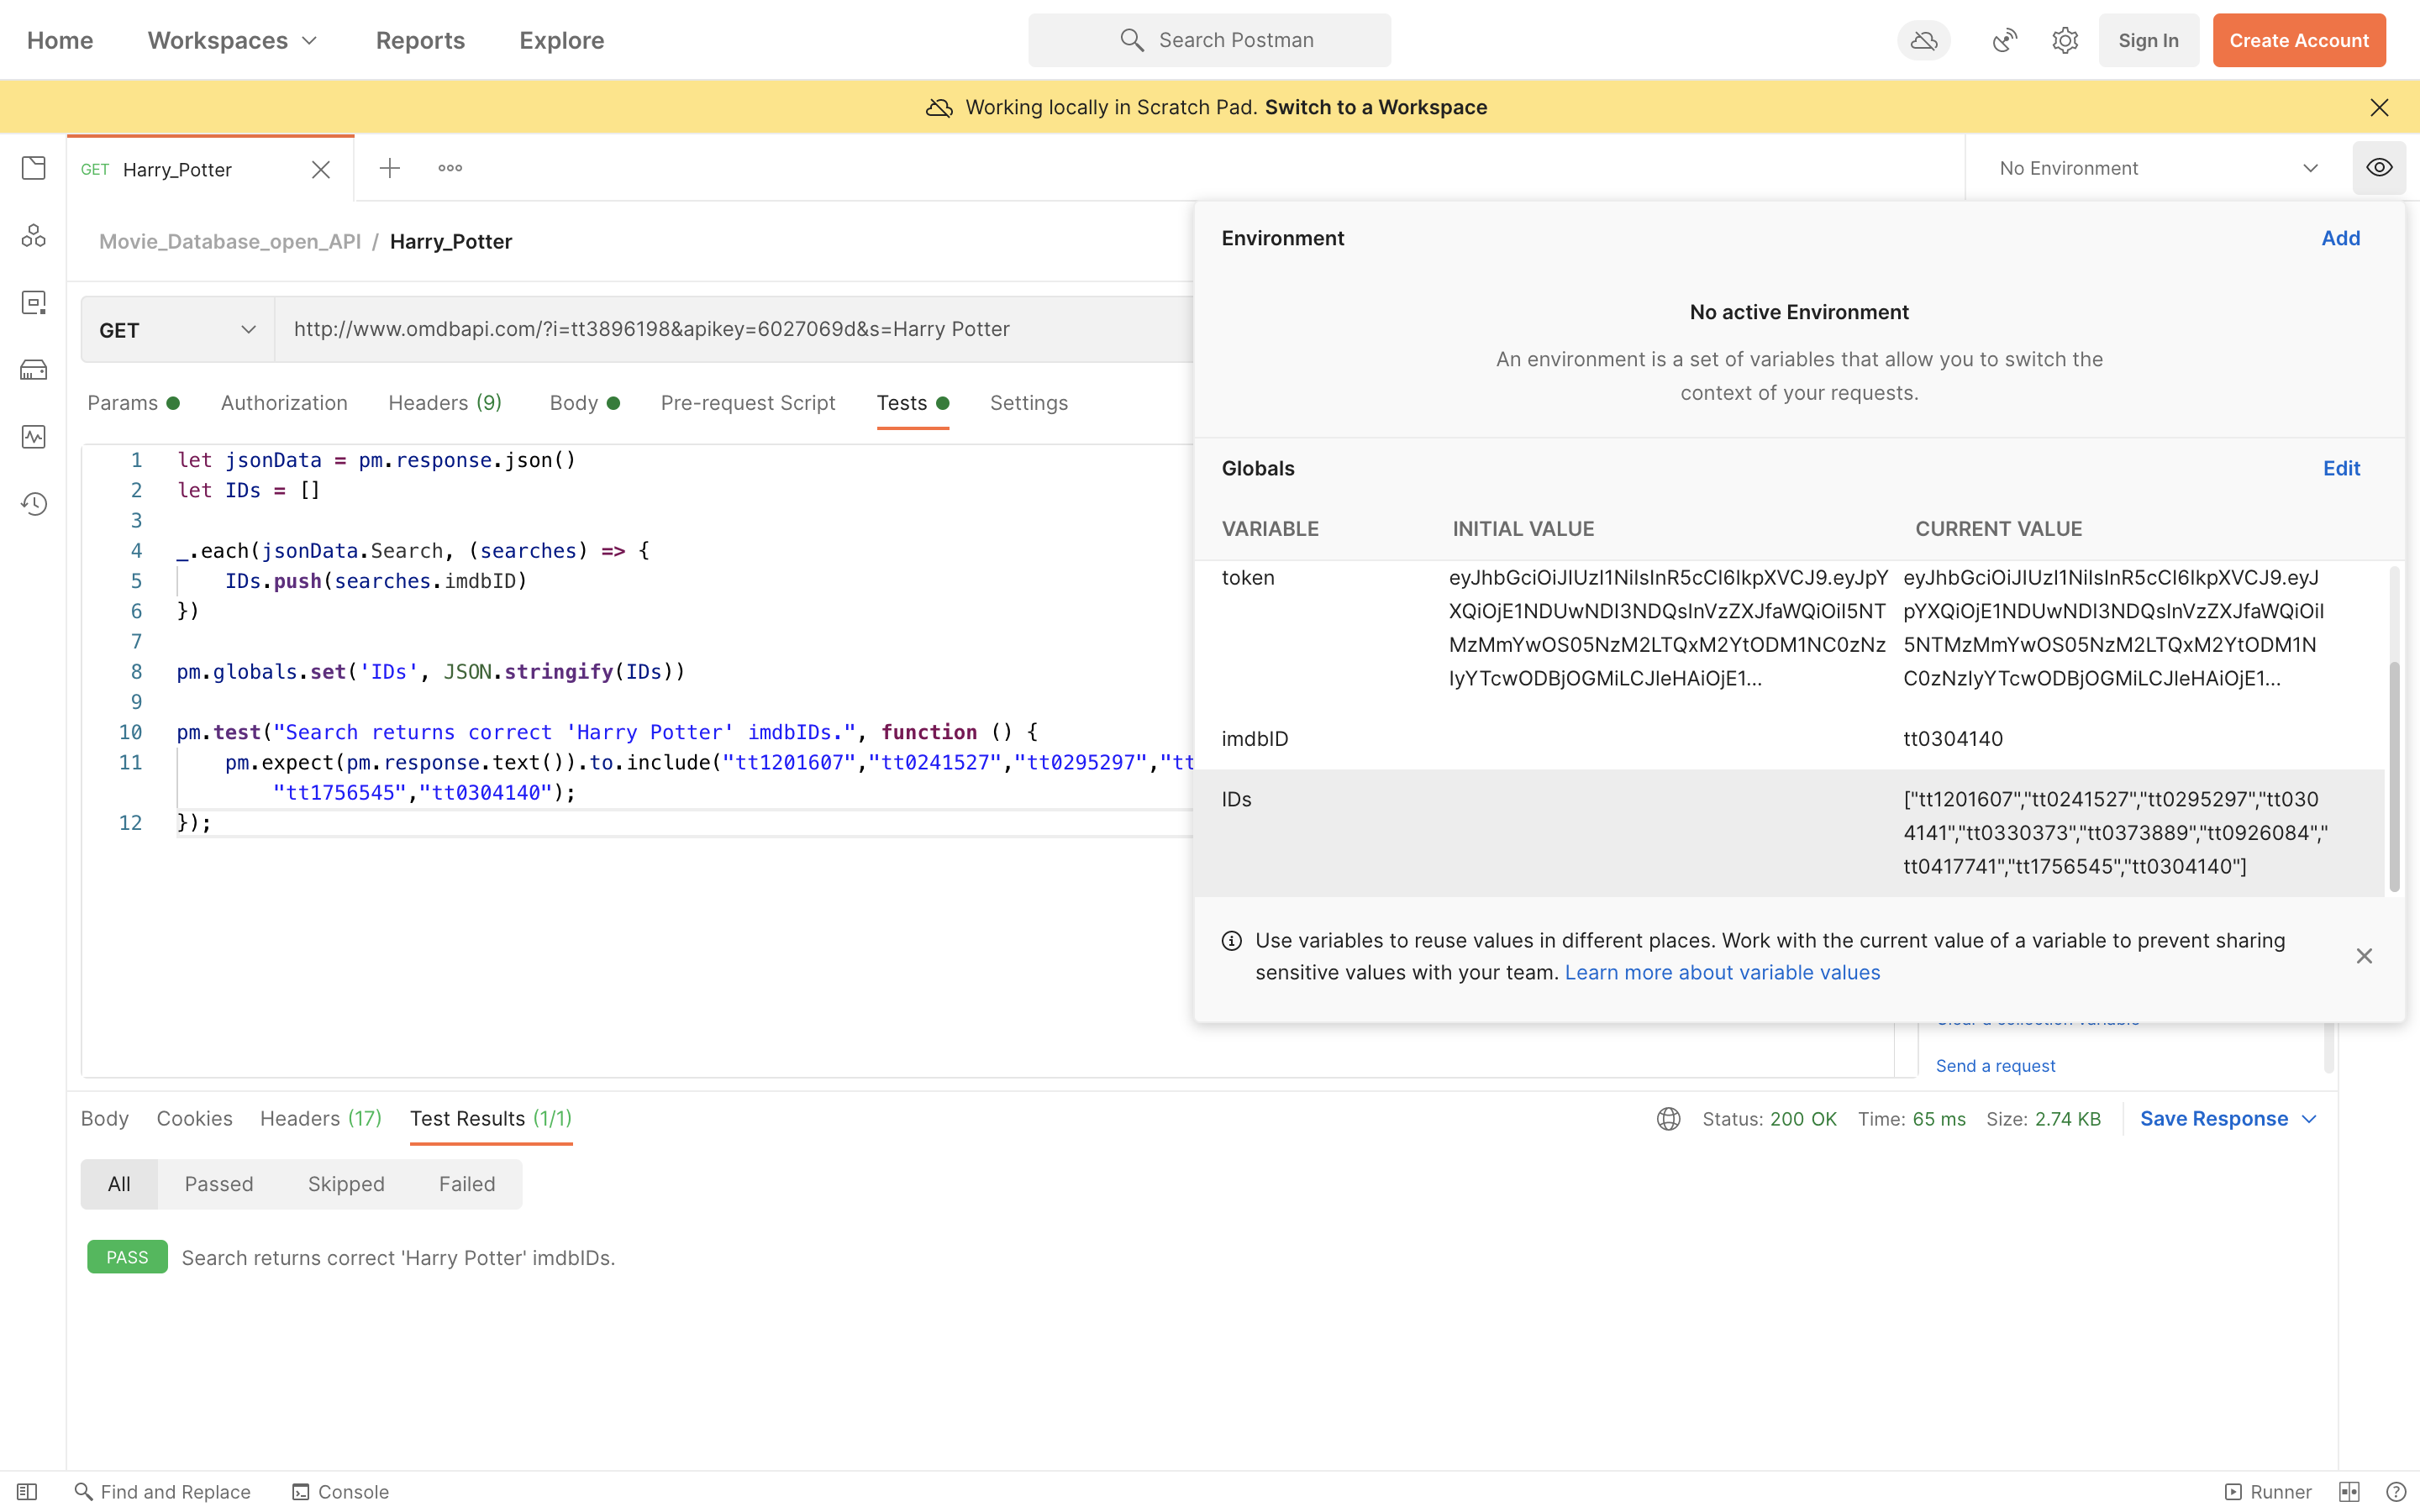 Home Workspaces Reports Explore Search Postman Sign In Create Account
Working locally in Scratch Pad. Switch to a Workspace
GET Harry_Potter
No Environment
Movie_Database_open_API / Harry_Potter
GET http://www.omdbapi.com/?i=tt3896198&apikey=6027069d&s=Harry Potter
Params Authorization Headers (9) Body Pre-request Script Tests Settings
1 let jsonData = pm.response.json()
2 let IDs = []
3
4 _.each(jsonData.Search, (searches) => {
5 IDs.push(searches.imdbID)
6 })
7
8 pm.globals.set('IDs', JSON.stringify(IDs))
9
10 pm.test("Search returns correct 'Harry Potter' imdbIDs.", function () {
11 pm.expect(pm.response.text()).to.include("tt1201607","tt0241527","tt0295297","tt
"tt1756545","tt0304140");
12 });
Environment Add
No active Environment
An environment is a set of variables that allow you to switch the
context of your requests.
Globals Edit
VARIABLE INITIAL VALUE CURRENT VALUE
token eyJhbGciOiJIUzI1NiIsInR5cCI6IkpXVCJ9.eyJpY eyJhbGciOiJIUzI1NiIsInR5cCI6IkpXVCJ9.eyJ
XQiOjE1NDUwNDI3NDQsInVzZXJfaWQiOiI5NT pYXQiOjE1NDUwNDI3NDQsInVzZXJfaWQiOiI
MzMmYwOS05NzM2LTQxM2YtODM1NC0zNz 5NTMzMmYwOS05NzM2LTQxM2YtODM1N
IyYTcwODBjOGMiLCJleHAiOjE1... C0zNzIyYTcwODBjOGMiLCJleHAiOjE1...
imdbID tt0304140
IDs ["tt1201607","tt0241527","tt0295297","tt030
4141","tt0330373","tt0373889","tt0926084","
tt0417741","tt1756545","tt0304140"]
Use variables to reuse values in different places. Work with the current value of a variable to prevent sharing
sensitive values with your team. Learn more about variable values
Send a request
Body Cookies Headers (17) Test Results (1/1) Status: 200 OK Time: 65 ms Size: 2.74 KB Save Response
All Passed Skipped Failed
PASS Search returns correct 'Harry Potter' imdbIDs.
Find and Replace Console Runner